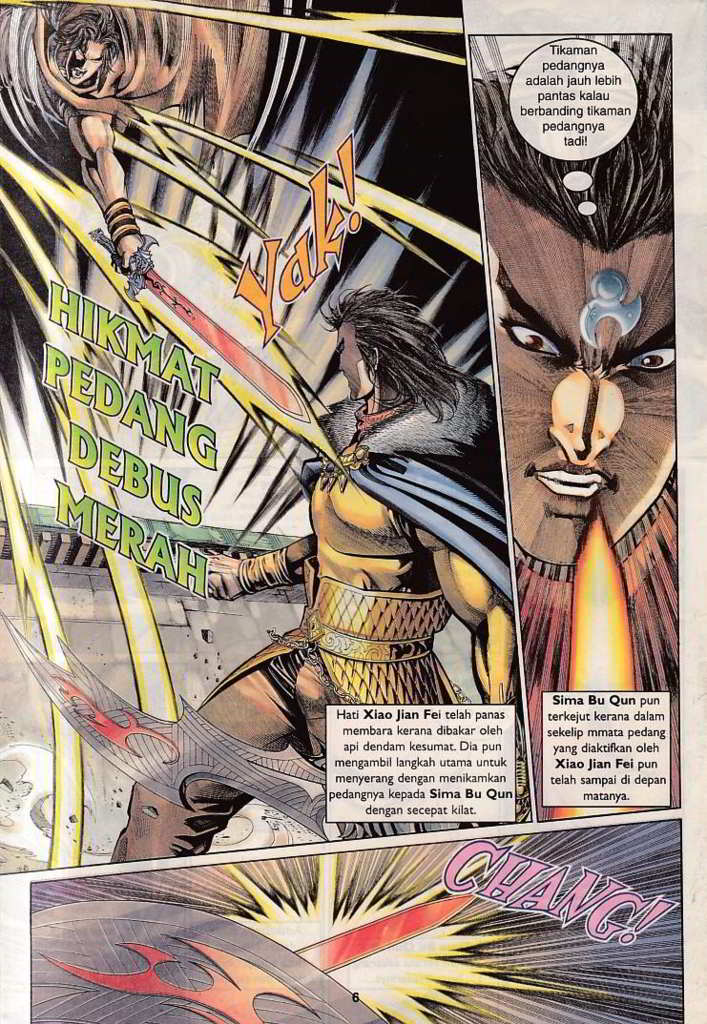 Yak!
HIKMAT
PEDANG
DEBUS
MERAH
Hati Xiao Jian Fei telah panas
membara kerana dibakar oleh
api dendam kesumat. Dia pun
mengambil langkah utama untuk
menyerang dengan menikamkan
pedangnya kepada Sima Bu Qun
dengan secepat kilat.
Tikaman
pedangnya
adalah jauh lebih
pantas kalau
berbanding tikaman
pedangnya
tadi!
Sima Bu Qun pun
terkejut kerana dalam
sekelip mmata pedang
yang diaktifkan oleh
Xiao Jian Fei pun
telah sampai di depan
matanya.
CHANG!
6